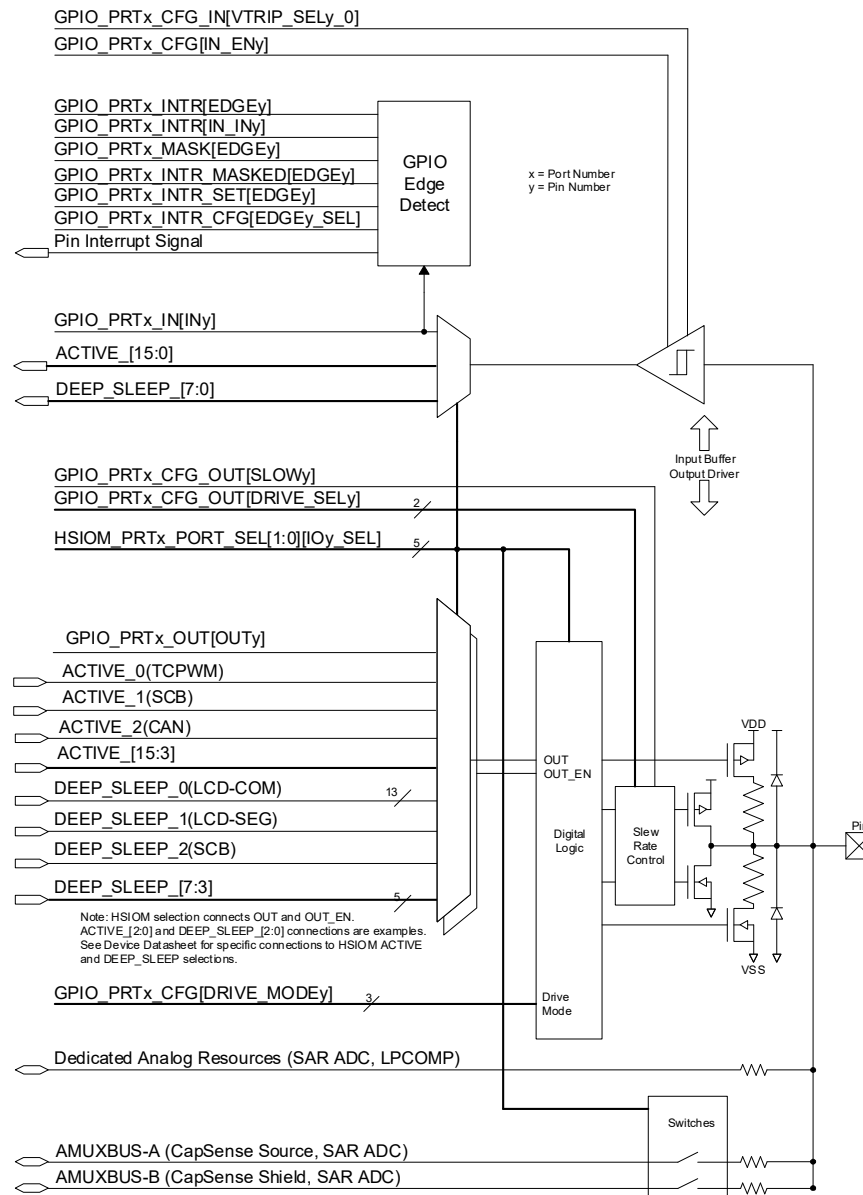 GPIO_PRTx_CFG_IN[VTRIP_SELy_0]
GPIO_PRTx_CFG[IN_ENy]
GPIO_PRTx_INTR[EDGEy]
GPIO_PRTx_INTR[IN_INy]
GPIO_PRTx_MASK[EDGEy]
GPIO_PRTx_INTR_MASKED[EDGEy]
GPIO_PRTx_INTR_SET[EDGEy]
GPIO_PRTx_INTR_CFG[EDGEy_SEL]
Pin Interrupt Signal
GPIO
Edge
Detect
x = Port Number
y = Pin Number
GPIO_PRTx_IN[INy]
ACTIVE_[15:0]
DEEP_SLEEP_[7:0]
Input Buffer
Output Driver
GPIO_PRTx_CFG_OUT[SLOWy]
GPIO_PRTx_CFG_OUT[DRIVE_SELy]
2
HSIOM_PRTx_PORT_SEL[1:0][IOy_SEL]
5
GPIO_PRTx_OUT[OUTy]
ACTIVE_0(TCPWM)
ACTIVE_1(SCB)
ACTIVE_2(CAN)
ACTIVE_[15:3]
13
DEEP_SLEEP_0(LCD-COM)
DEEP_SLEEP_1(LCD-SEG)
DEEP_SLEEP_2(SCB)
DEEP_SLEEP_[7:3]
5
OUT
OUT_EN
Digital
Logic
Slew
Rate
Control
VDD
Pin
VSS
Note: HSIOM selection connects OUT and OUT_EN.
ACTIVE_[2:0] and DEEP_SLEEP_[2:0] connections are examples.
See Device Datasheet for specific connections to HSIOM ACTIVE
and DEEP_SLEEP selections.
GPIO_PRTx_CFG[DRIVE_MODEy]
3
Drive
Mode
Dedicated Analog Resources (SAR ADC, LPCOMP)
Switches
AMUXBUS-A (CapSense Source, SAR ADC)
AMUXBUS-B (CapSense Shield, SAR ADC)